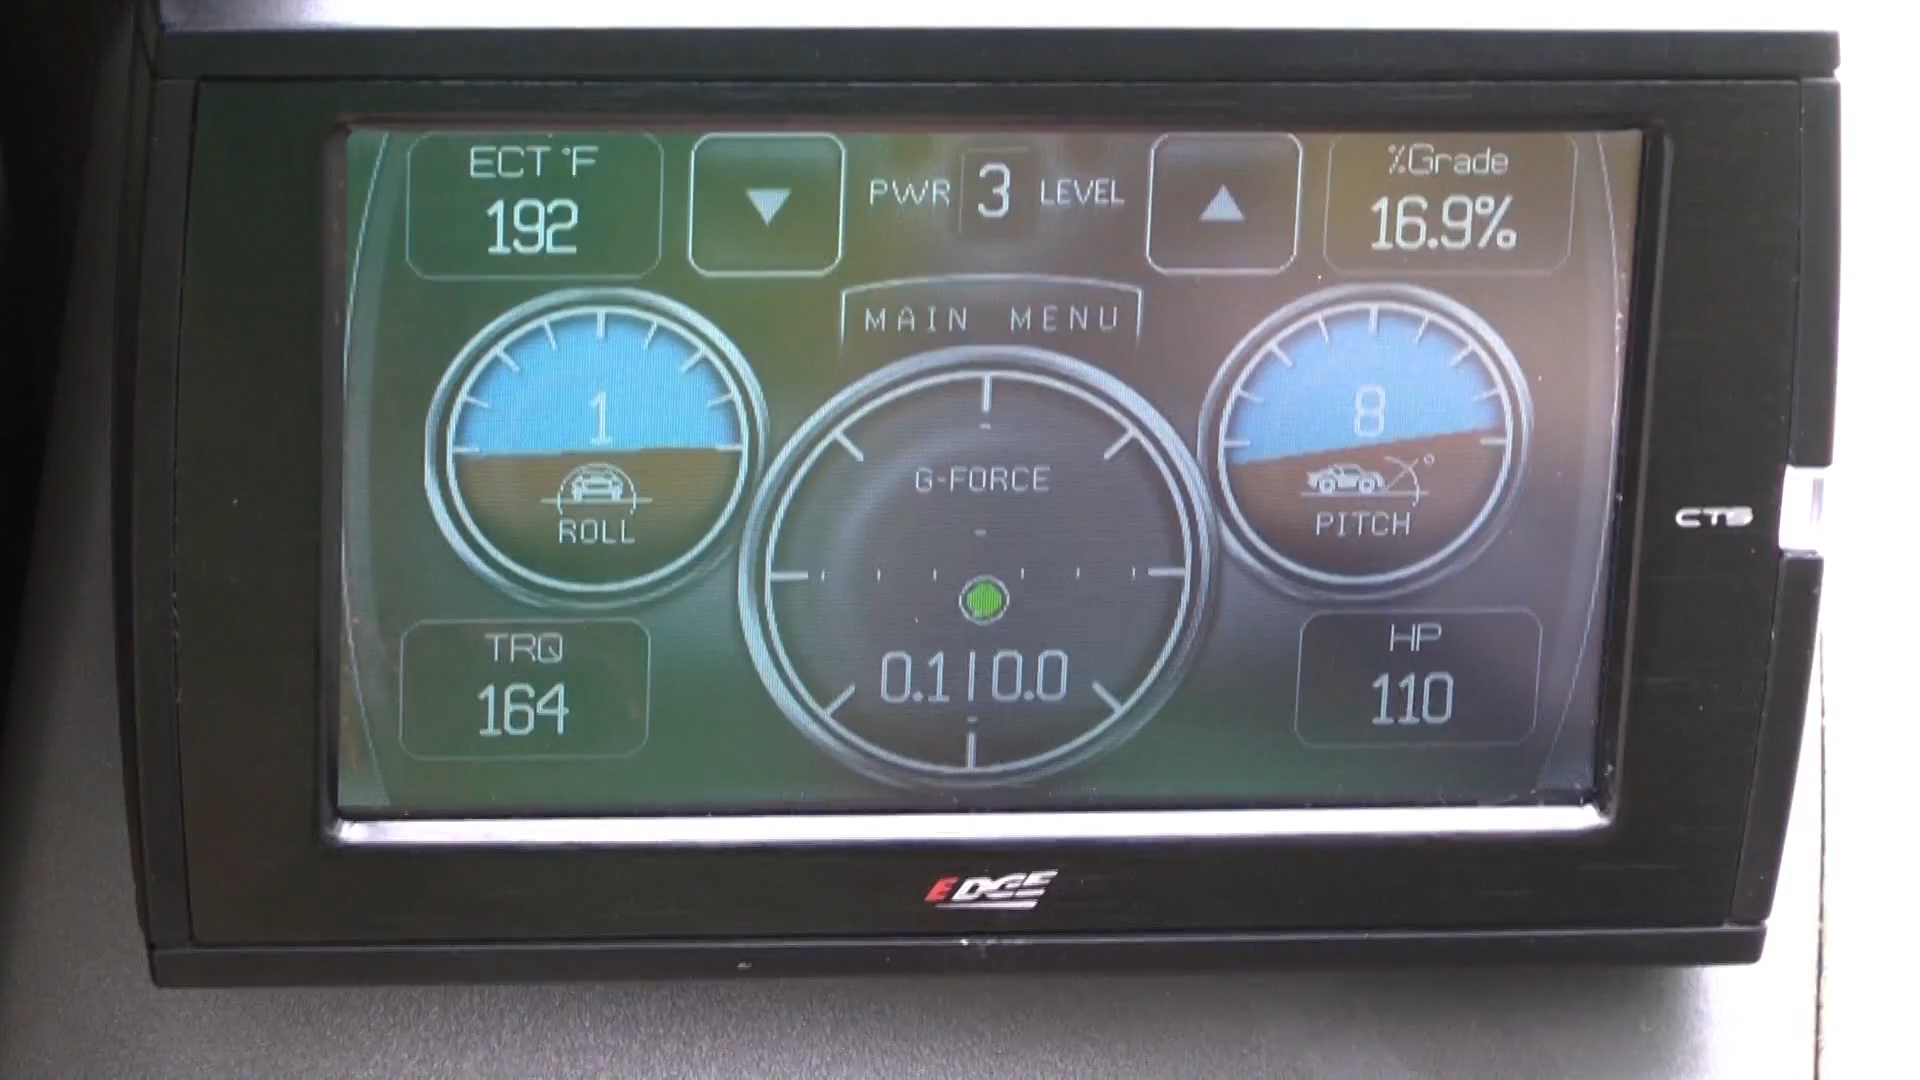 ECT °F
192
PWR 3 LEVEL
%Grade
16.9%
MAIN MENU
1
ROLL
G-FORCE
0.1|0.0
8
PITCH
TRQ
164
HP
110
CTS
EDGE